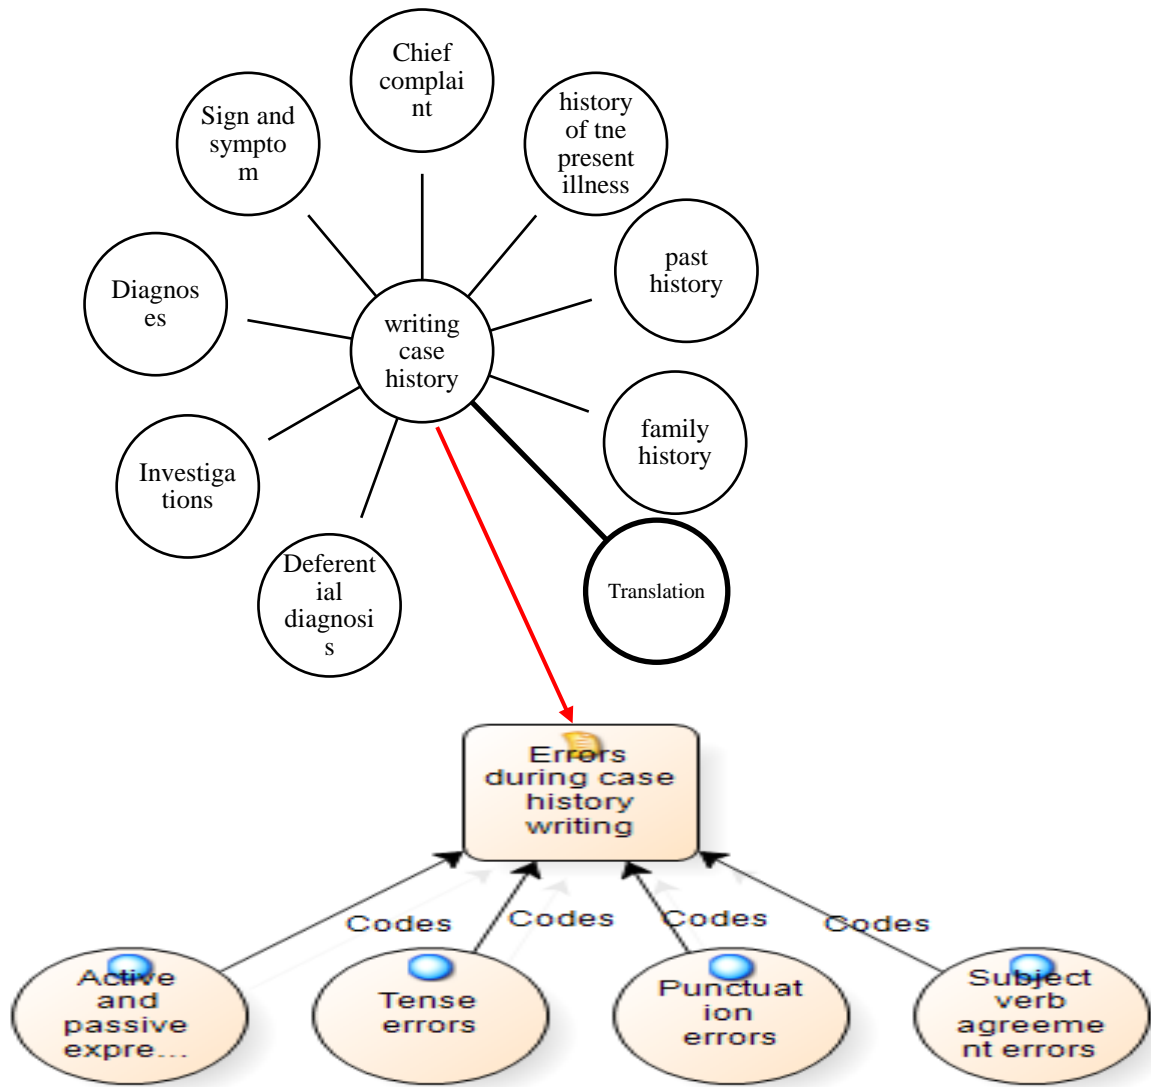 Chief
complai
nt
Sign and
sympto
m
history
of tne
present
illness
past
history
Diagnos
es
writing
case
history
family
history
Investiga
tions
Deferent
ial
diagnosi
s
Translation
Errors
during case
history
writing
Codes
Codes
Codes
Codes
Active
and
passive
expre...
Tense
errors
Punctuat
ion
errors
Subject
verb
agreeme
nt errors